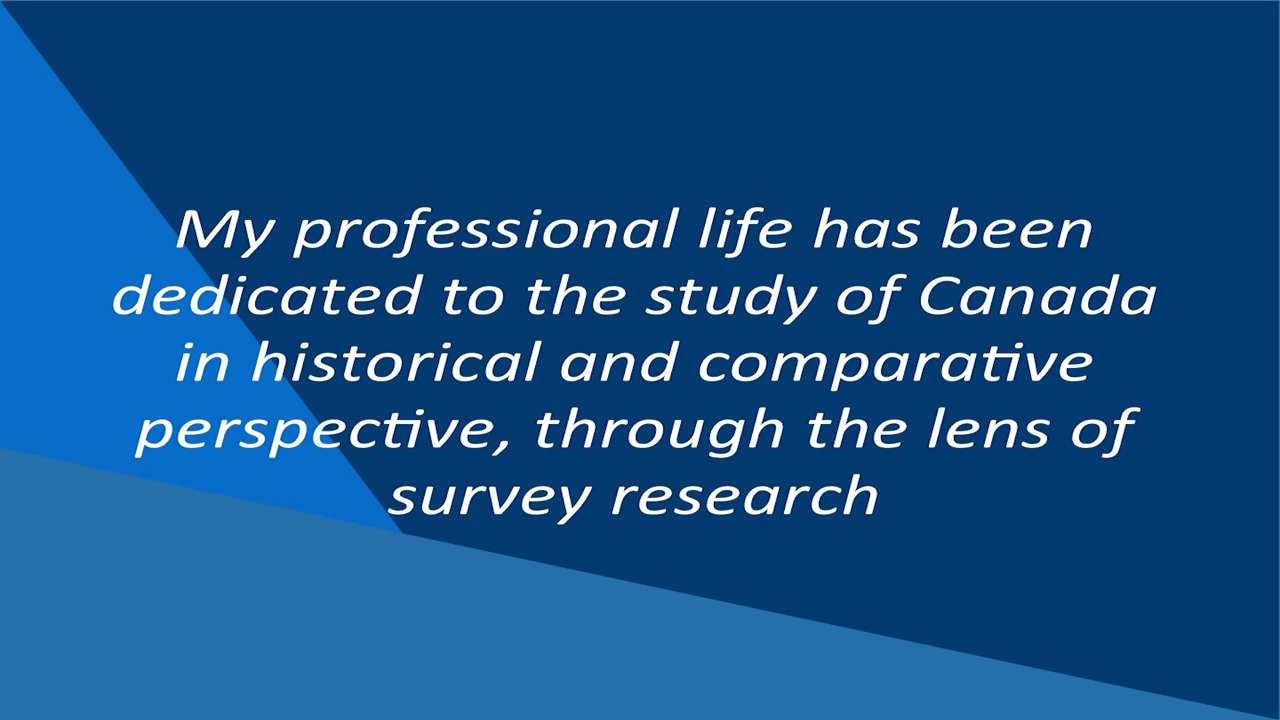 My professional life has been
dedicated to the study of Canada
in historical and comparative
perspective, through the lens of
survey research